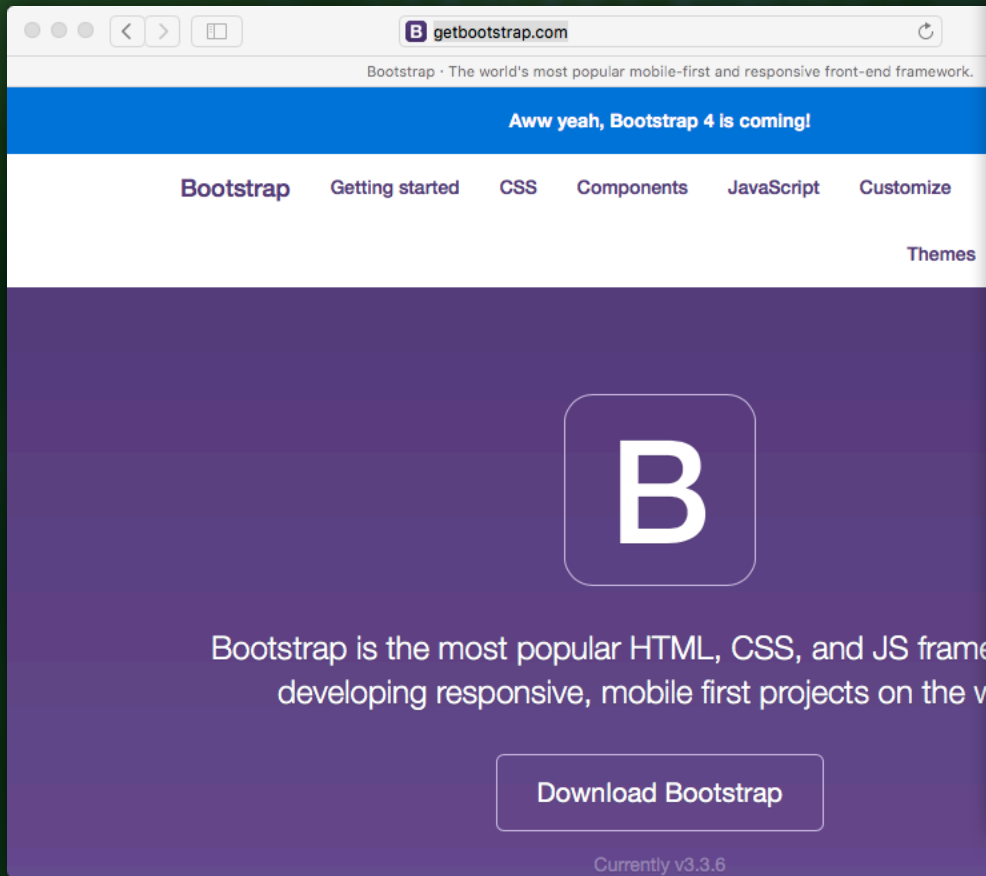 B getbootstrap.com
Bootstrap · The world's most popular mobile-first and responsive front-end framework.
Aww yeah, Bootstrap 4 is coming!
Bootstrap Getting started CSS Components JavaScript Customize
Themes
B
Bootstrap is the most popular HTML, CSS, and JS frame
developing responsive, mobile first projects on the
Download Bootstrap
Currently v3.3.6